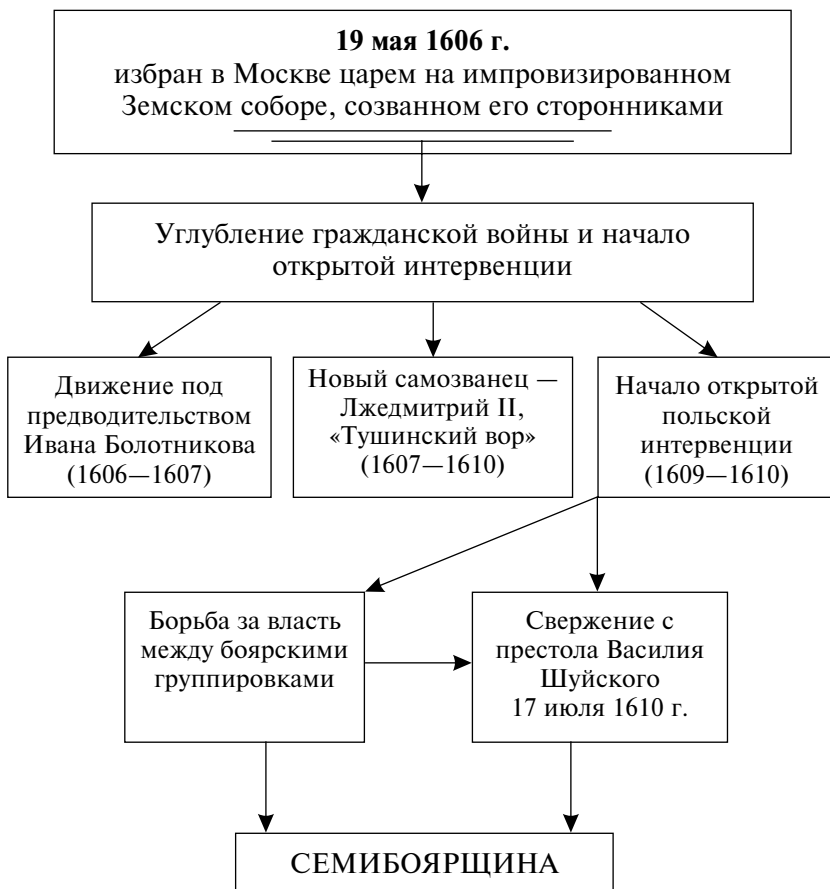 19 мая 1606 г.
избран в Москве царем на импровизированном
Земском соборе, созванном его сторонниками
Углубление гражданской войны и начало
открытой интервенции
Движение под
предводительством
Ивана Болотникова
(1606—1607)
Новый самозванец —
Лжедмитрий II,
«Тушинский вор»
(1607—1610)
Начало открытой
польской
интервенции
(1609—1610)
Борьба за власть
между боярскими
группировками
Свержение с
престола Василия
Шуйского
17 июля 1610 г.
СЕМИБОЯРЩИНА